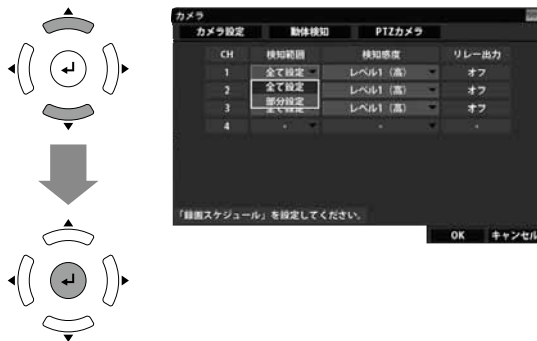 カメラ
カメラ設定 動体検知 PTZカメラ
CH 検知範囲 検知感度 リレー出力
1 全て設定 レベル1（高） オフ
2 全て設定 レベル1（高） オフ
部分設定
3 全て設定 レベル1（高） オフ
4 - - -
「録画スケジュール」を設定してください。
OK キャンセル